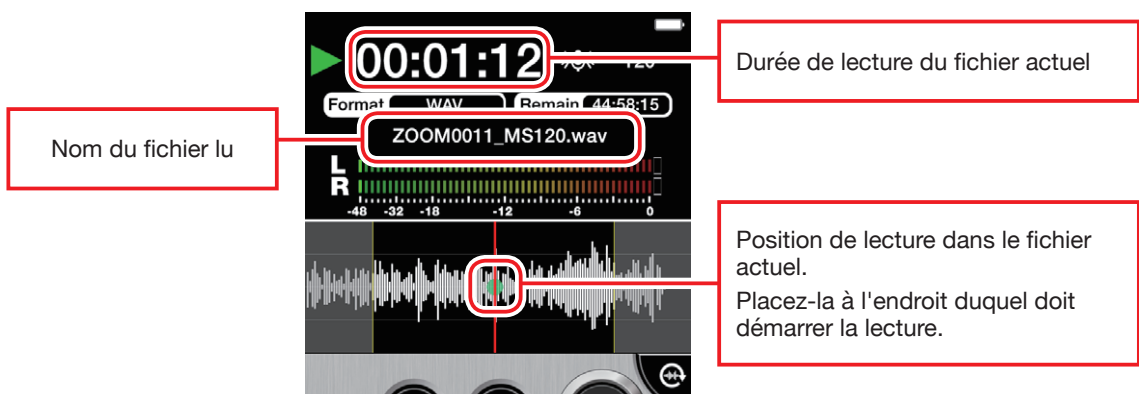 00:01:12
120
Durée de lecture du fichier actuel
Format WAV Remain 44:58:15
Nom du fichier lu
ZOOM0011_MS120.wav
L
R
-48 -32 -18 -12 -6 0
Position de lecture dans le fichier
actuel.
Placez-la à l'endroit duquel doit
démarrer la lecture.